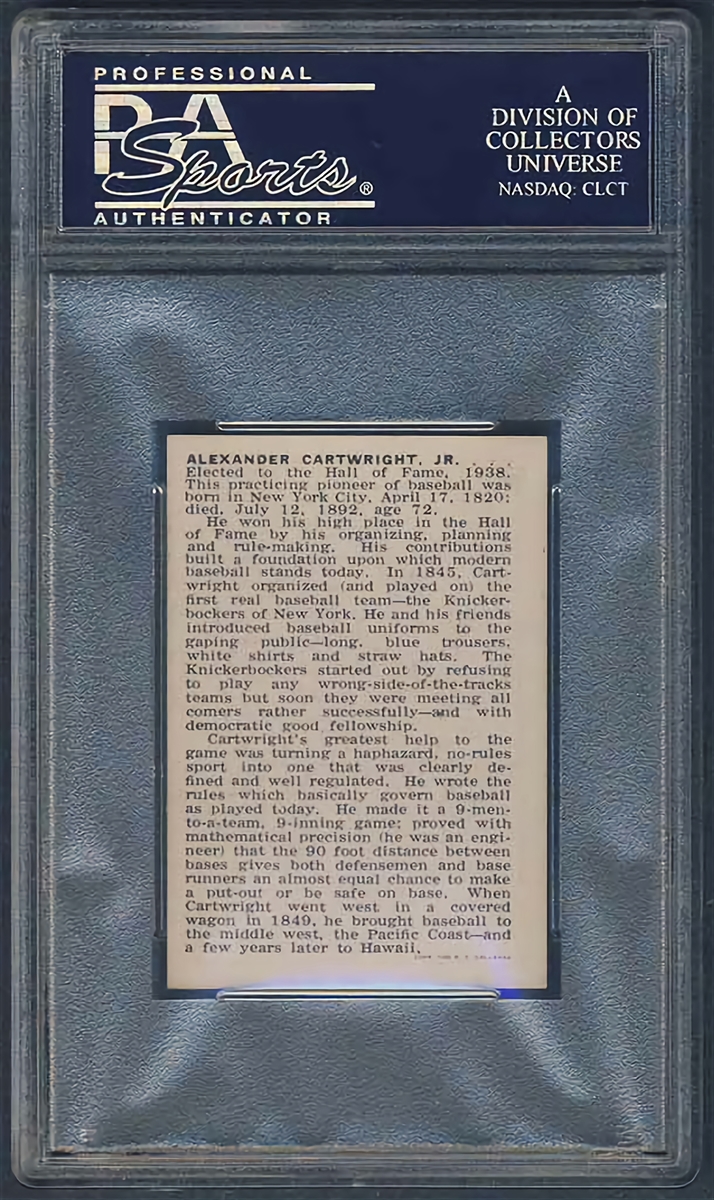 PROFESSIONAL
PSA
Sports®
AUTHENTICATOR
A
DIVISION OF
COLLECTORS
UNIVERSE
NASDAQ: CLCT
ALEXANDER CARTWRIGHT, JR.
Elected to the Hall of Fame, 1938.
This practicing pioneer of baseball was
born in New York City, April 17, 1820;
died, July 12, 1892, age 72.
He won his high place in the Hall
of Fame by his organizing, planning
and rule-making. His contributions
built a foundation upon which modern
baseball stands today. In 1845, Cart-
wright organized (and played on) the
first real baseball team—the Knicker-
bockers of New York. He and his friends
introduced baseball uniforms to the
gaping public—long, blue trousers,
white shirts and straw hats. The
Knickerbockers started out by refusing
to play any wrong-side-of-the-tracks
teams but soon they were meeting all
comers rather successfully—and with
democratic good fellowship.
Cartwright's greatest help to the
game was turning a haphazard, no-rules
sport into one that was clearly de-
fined and well regulated. He wrote the
rules which basically govern baseball
as played today. He made it a 9-men-
to-a-team, 9-inning game; proved with
mathematical precision (he was an engi-
neer) that the 90 foot distance between
bases gives both defensemen and base
runners an almost equal chance to make
a put-out or be safe on base. When
Cartwright went west in a covered
wagon in 1849, he brought baseball to
the middle west, the Pacific Coast—and
a few years later to Hawaii.